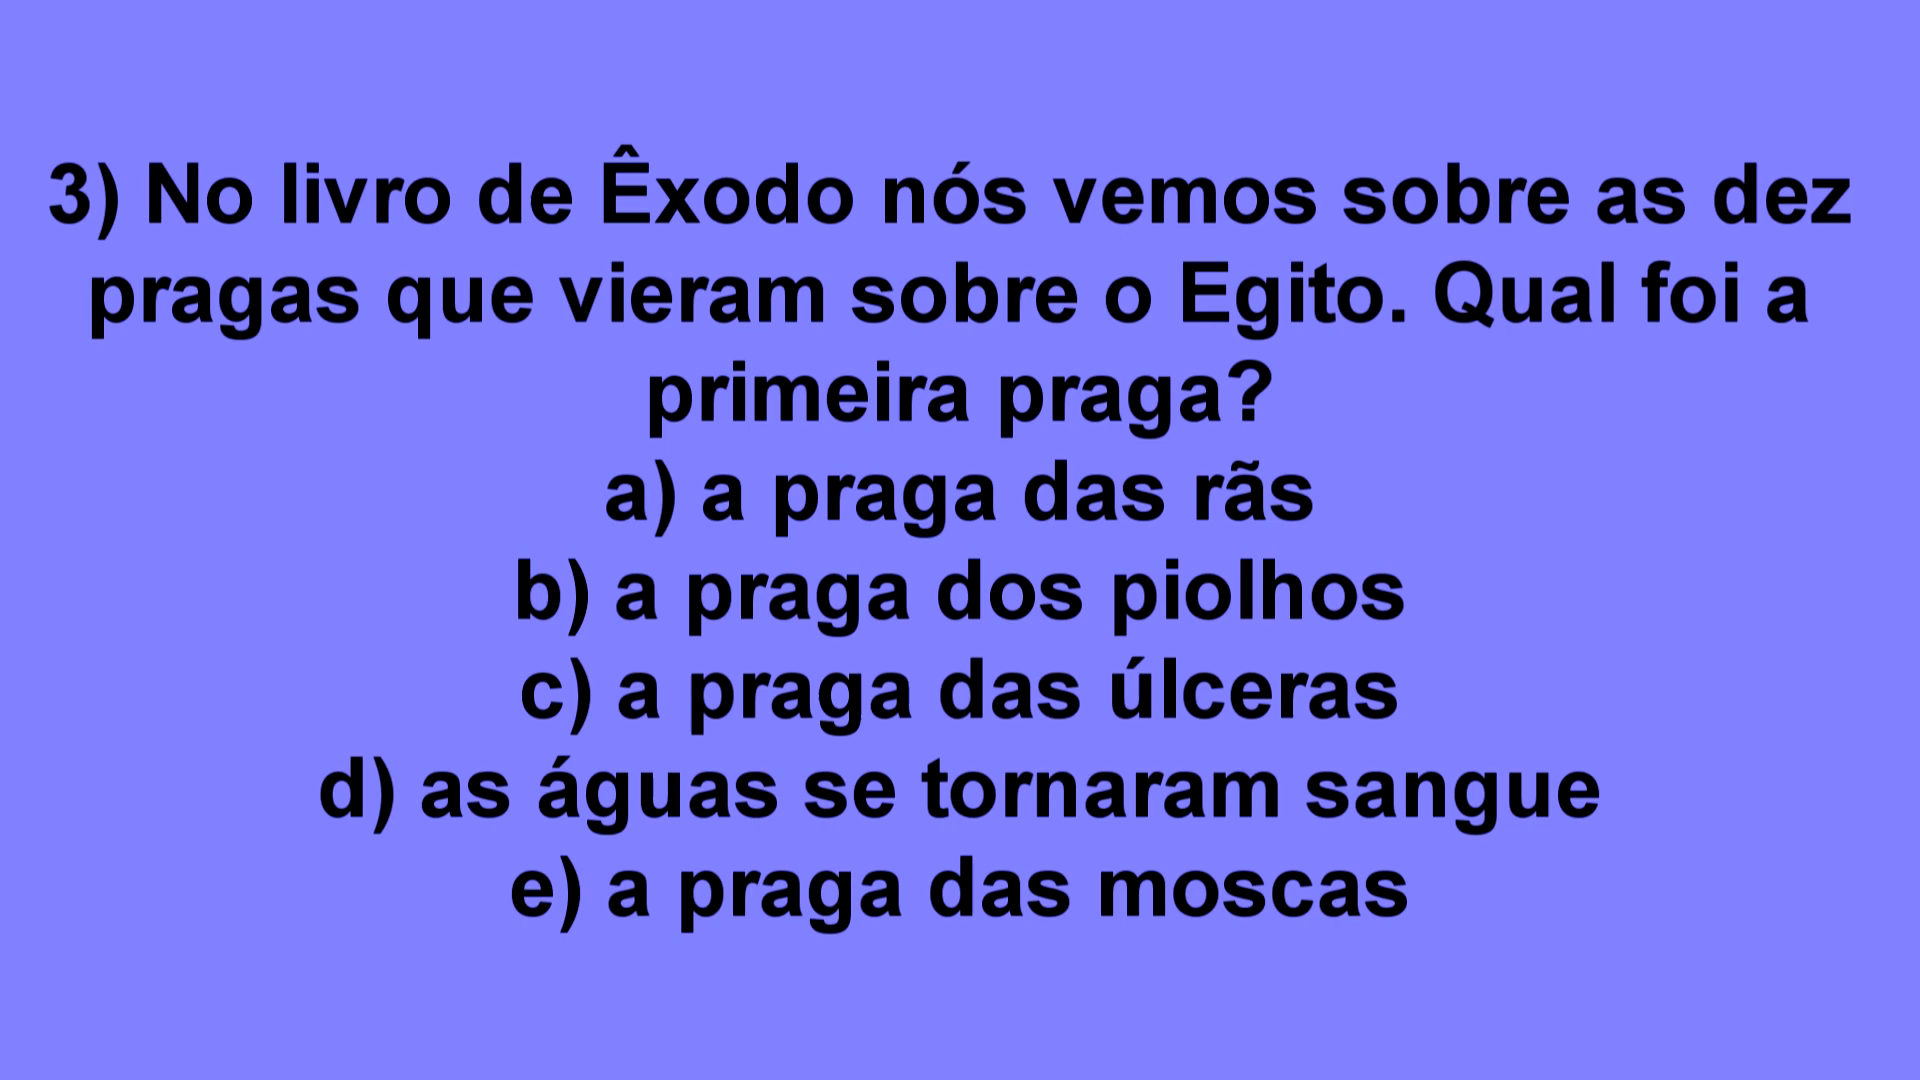 3) No livro de Êxodo nós vemos sobre as dez
pragas que vieram sobre o Egito. Qual foi a
primeira praga?
a) a praga das rãs
b) a praga dos piolhos
c) a praga das úlceras
d) as águas se tornaram sangue
e) a praga das moscas